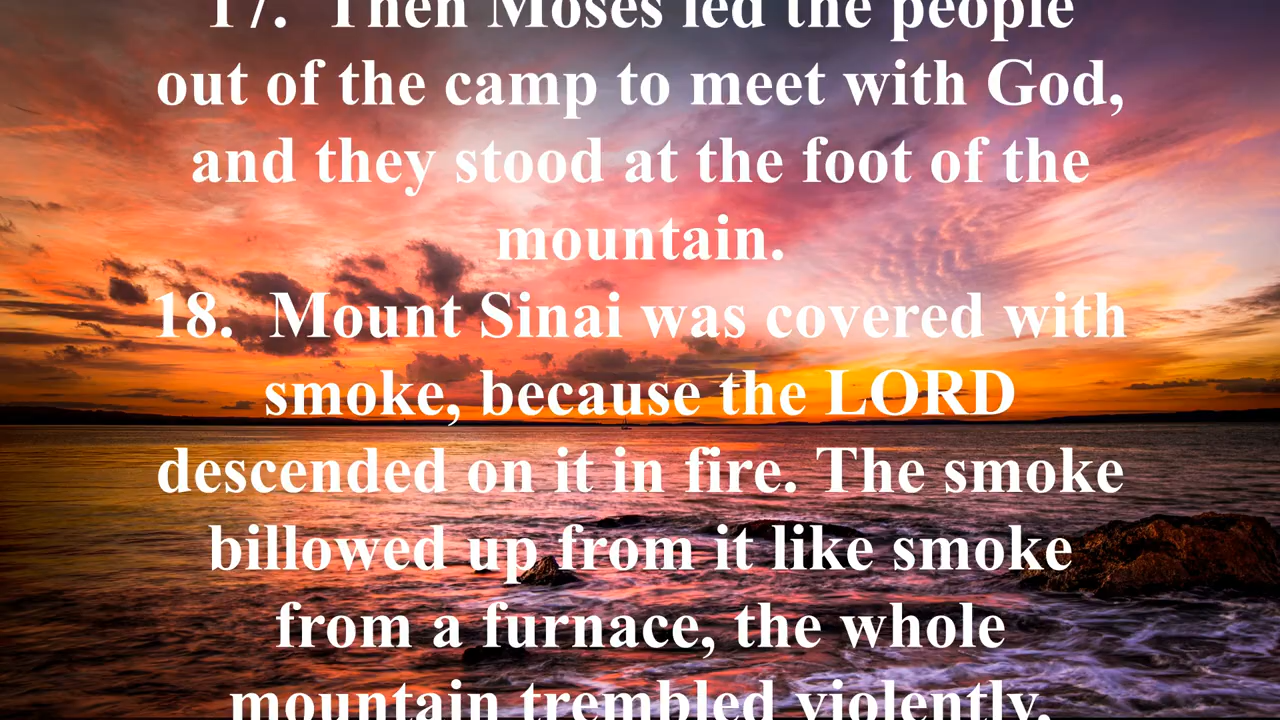 17.  Then Moses led the people
out of the camp to meet with God,
and they stood at the foot of the
mountain.
18.  Mount Sinai was covered with
smoke, because the LORD
descended on it in fire. The smoke
billowed up from it like smoke
from a furnace, the whole
mountain trembled violently.